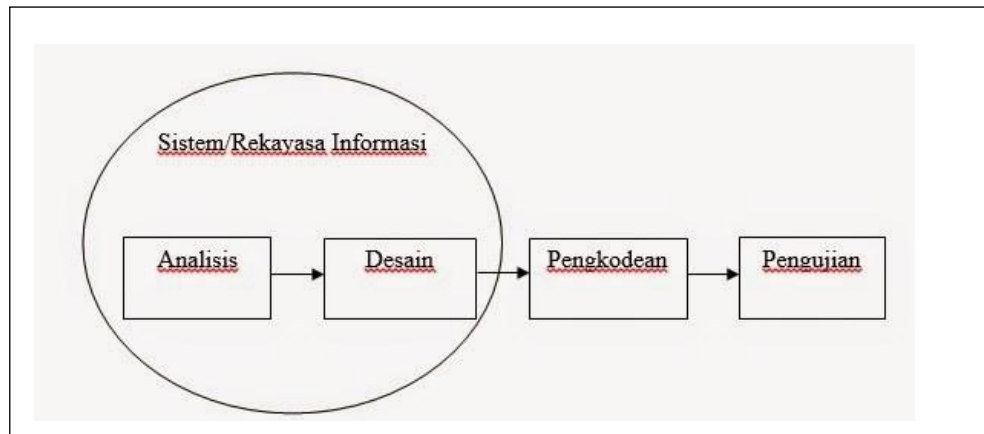 Sistem/Rekayasa Informasi
Analisis
Desain
Pengkodean
Pengujian